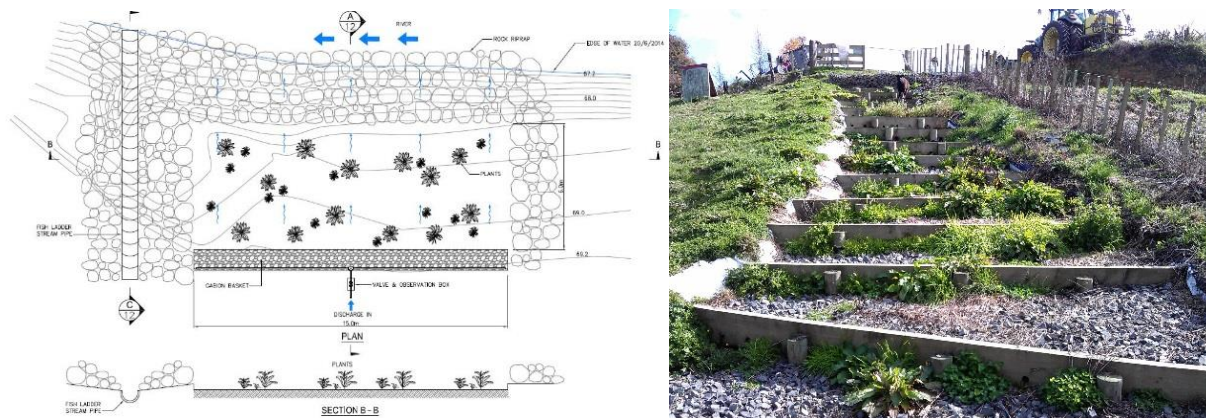 A
12
RIVER
ROCK RIPRAP
EDGE OF WATER 20/6/2014
67.2
68.0
B
B
PLANTS
69.0
FISH LADDER
STREAM PIPE
69.2
GABION BASKET
VALVE & OBSERVATION BOX
C
12
DISCHARGE IN
15.0m
PLAN
PLANTS
FISH LADDER
STREAM PIPE
SECTION B - B